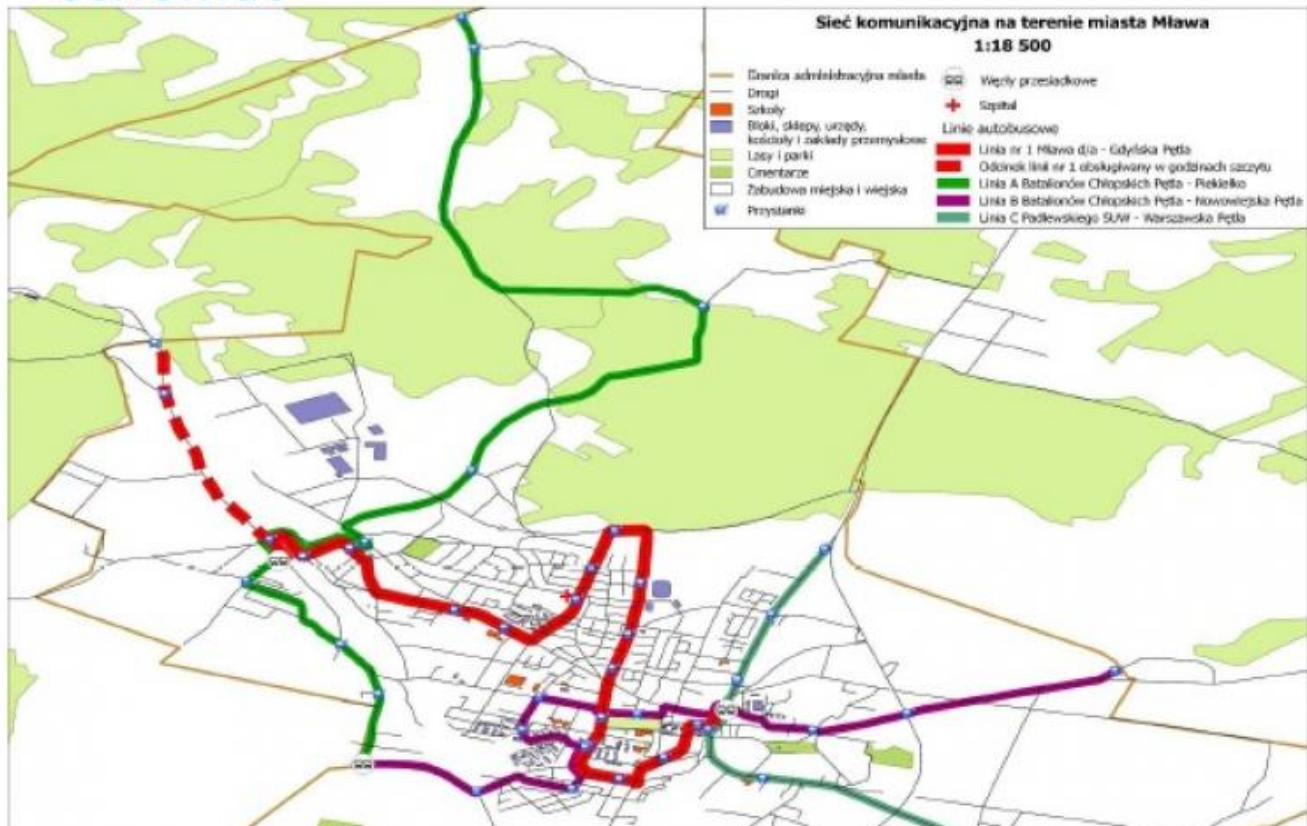 Sieć komunikacyjna na terenie miasta Mława
1:18 500
Granica administracyjna miasta
Drogi
Szkoły
Bloki, sklepy, urzędy,
kościoły i zakłady przemysłowe
Lasy i parki
Cmentarze
Zabudowa miejska i wiejska
Przystanki
Węzły przesiadkowe
Szpital
Linie autobusowe
Linia nr 1 Mława d/a - Gdyńska Pętla
Odcinek linii nr 1 obsługiwany w godzinach szczytu
Linia A Batalionów Chłopskich Pętla - Piekiełko
Linia B Batalionów Chłopskich Pętla - Nowowiejska Pętla
Linia C Padlewskiego SUW - Warszawska Pętla